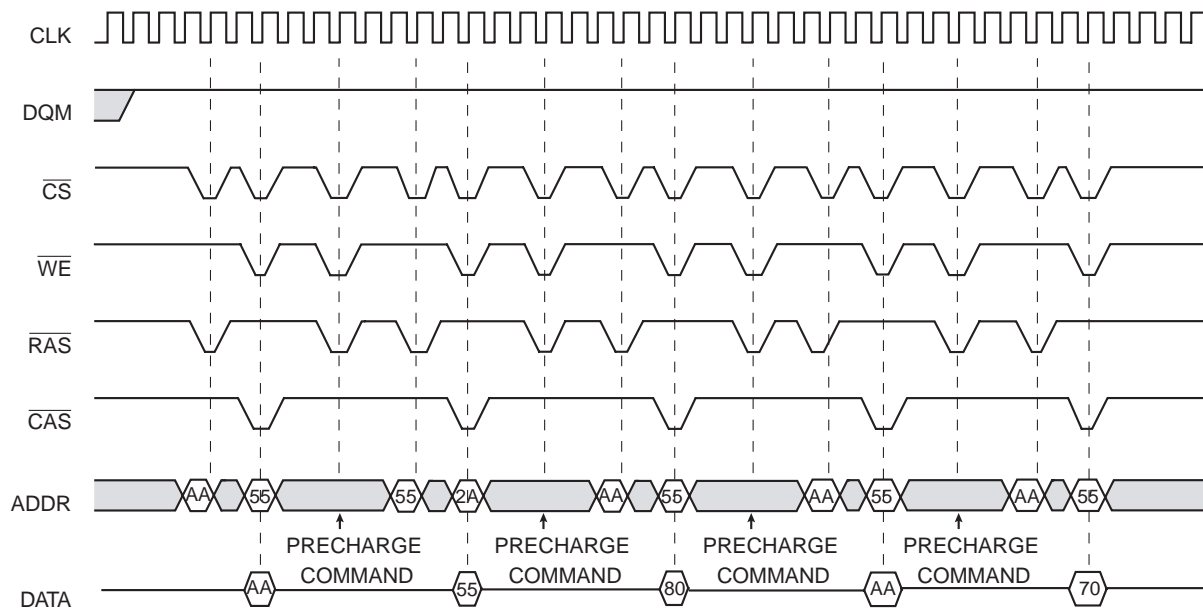 CLK
DQM
CS
WE
RAS
CAS
ADDR AA 55 55 2A AA 55 AA 55 AA 55
PRECHARGE COMMAND PRECHARGE COMMAND PRECHARGE COMMAND PRECHARGE COMMAND
DATA AA 55 80 AA 70